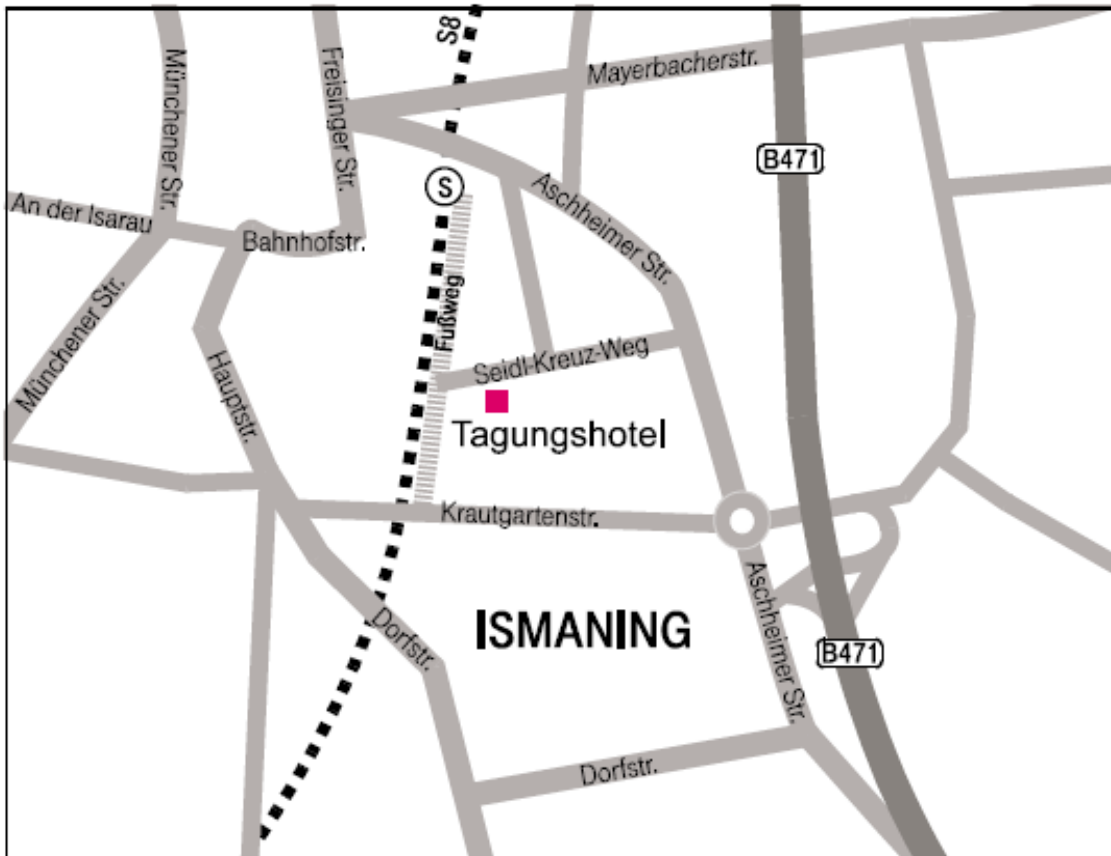 S8
Münchener Str.
Freisinger Str.
Mayerbacherstr.
B471
S
An der Isarau
Bahnhofstr.
Aschheimer Str.
Fußweg
Münchener Str.
Hauptstr.
Seidl-Kreuz-Weg
Tagungshotel
Krautgartenstr.
ISMANING
Dorfstr.
Aschheimer Str.
B471
Dorfstr.